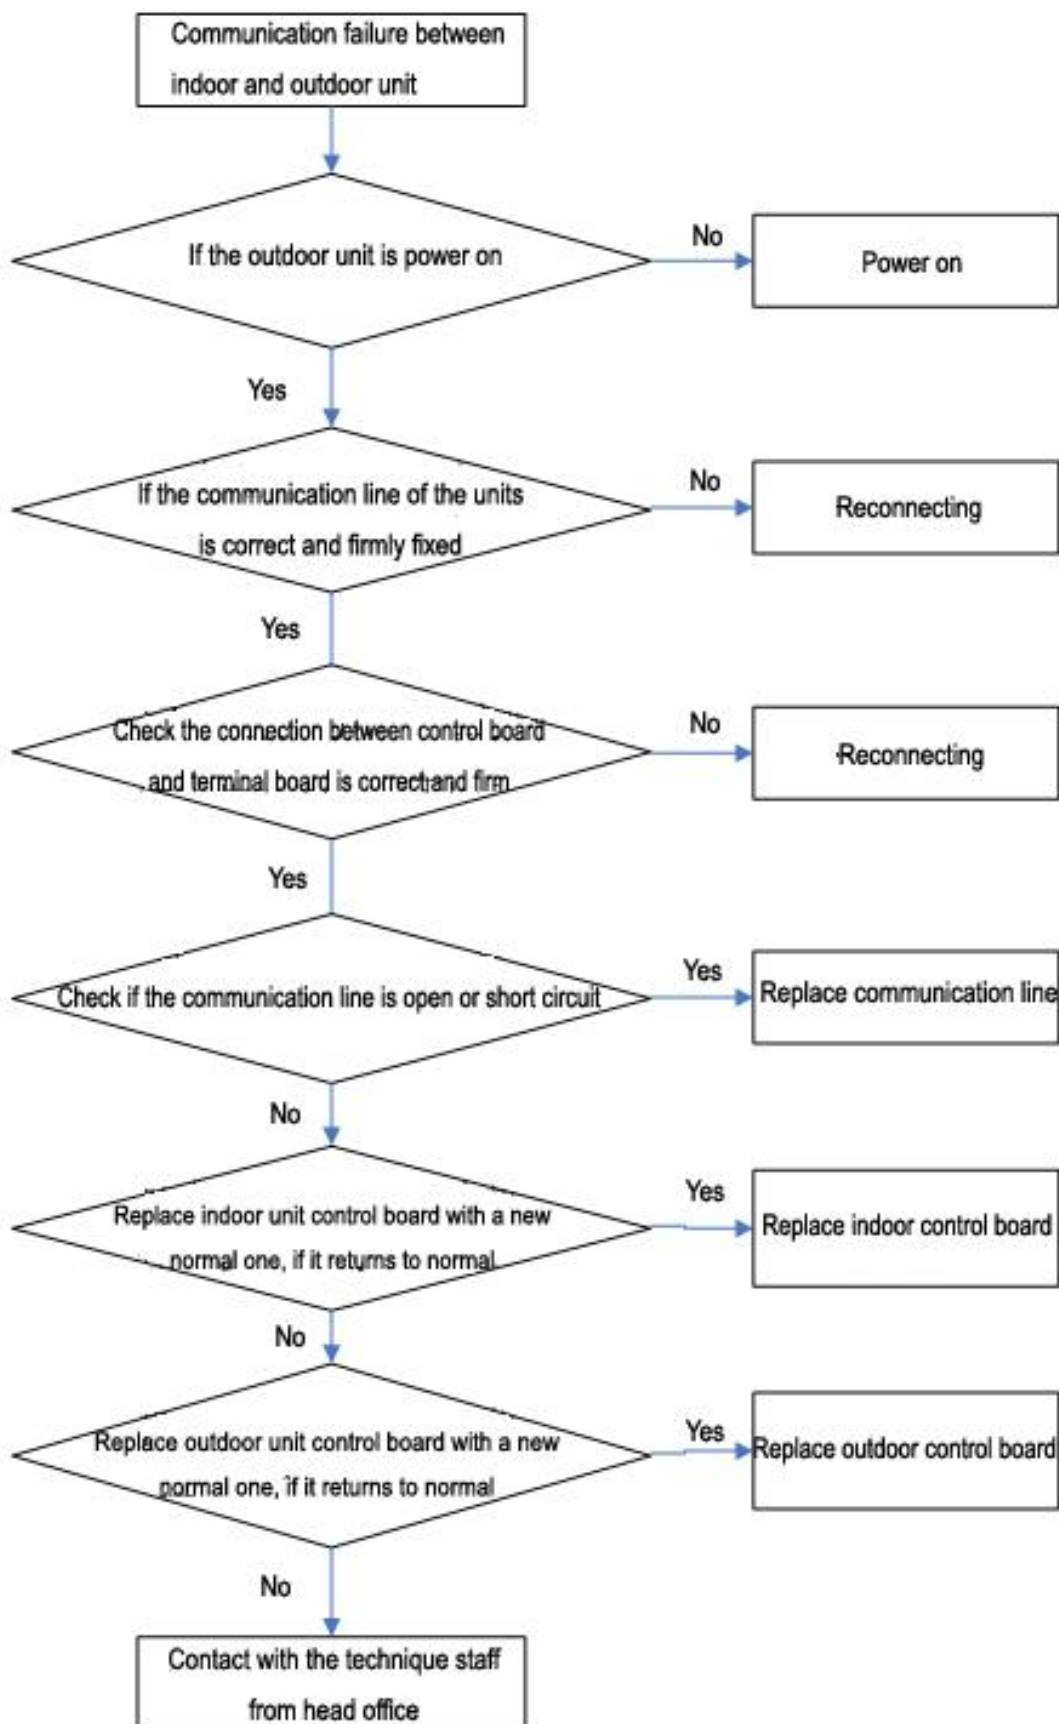 Communication failure between
indoor and outdoor unit
If the outdoor unit is power on
No
Power on
Yes
If the communication line of the units
is correct and firmly fixed
No
Reconnecting
Yes
Check the connection between control board
and terminal board is correct and firm
No
Reconnecting
Yes
Check if the communication line is open or short circuit
Yes
Replace communication line
No
Replace indoor unit control board with a new
normal one, if it returns to normal
Yes
Replace indoor control board
No
Replace outdoor unit control board with a new
normal one, if it returns to normal
Yes
Replace outdoor control board
No
Contact with the technique staff
from head office